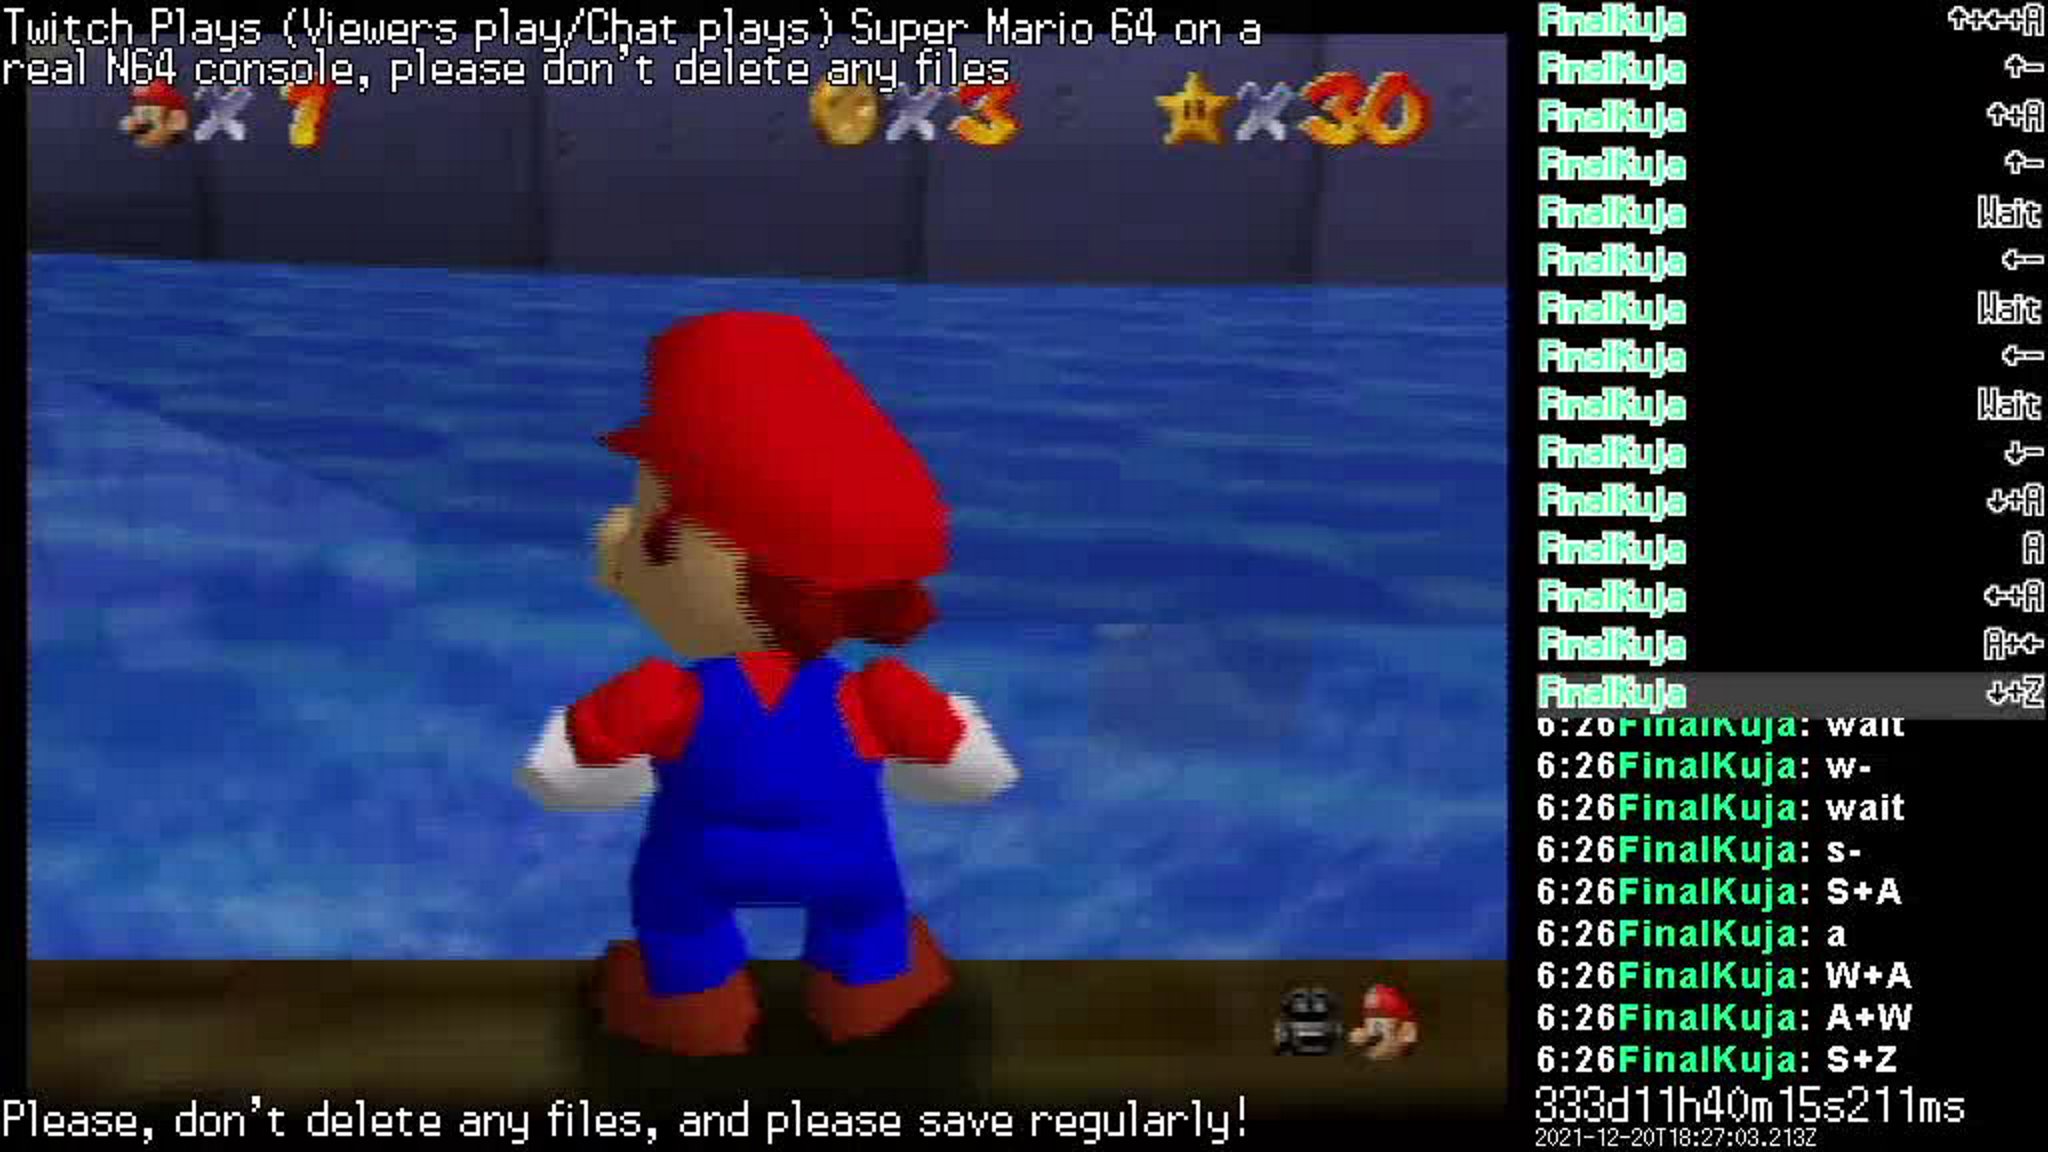 Twitch Plays (Viewers play/Chat plays) Super Mario 64 on a
real N64 console, please don't delete any files
×1
×3
×30
FinalKuja ↑+←+A
FinalKuja ↑-
FinalKuja ↑+A
FinalKuja ↑-
FinalKuja Wait
FinalKuja ←-
FinalKuja Wait
FinalKuja ←-
FinalKuja Wait
FinalKuja ↓-
FinalKuja ↓+A
FinalKuja A
FinalKuja ←+A
FinalKuja A+←
FinalKuja ↓+Z
6:26FinalKuja: wait
6:26FinalKuja: w-
6:26FinalKuja: wait
6:26FinalKuja: s-
6:26FinalKuja: S+A
6:26FinalKuja: a
6:26FinalKuja: W+A
6:26FinalKuja: A+W
6:26FinalKuja: S+Z
Please, don't delete any files, and please save regularly!
333d11h40m15s211ms
2021-12-20T18:27:03.213Z